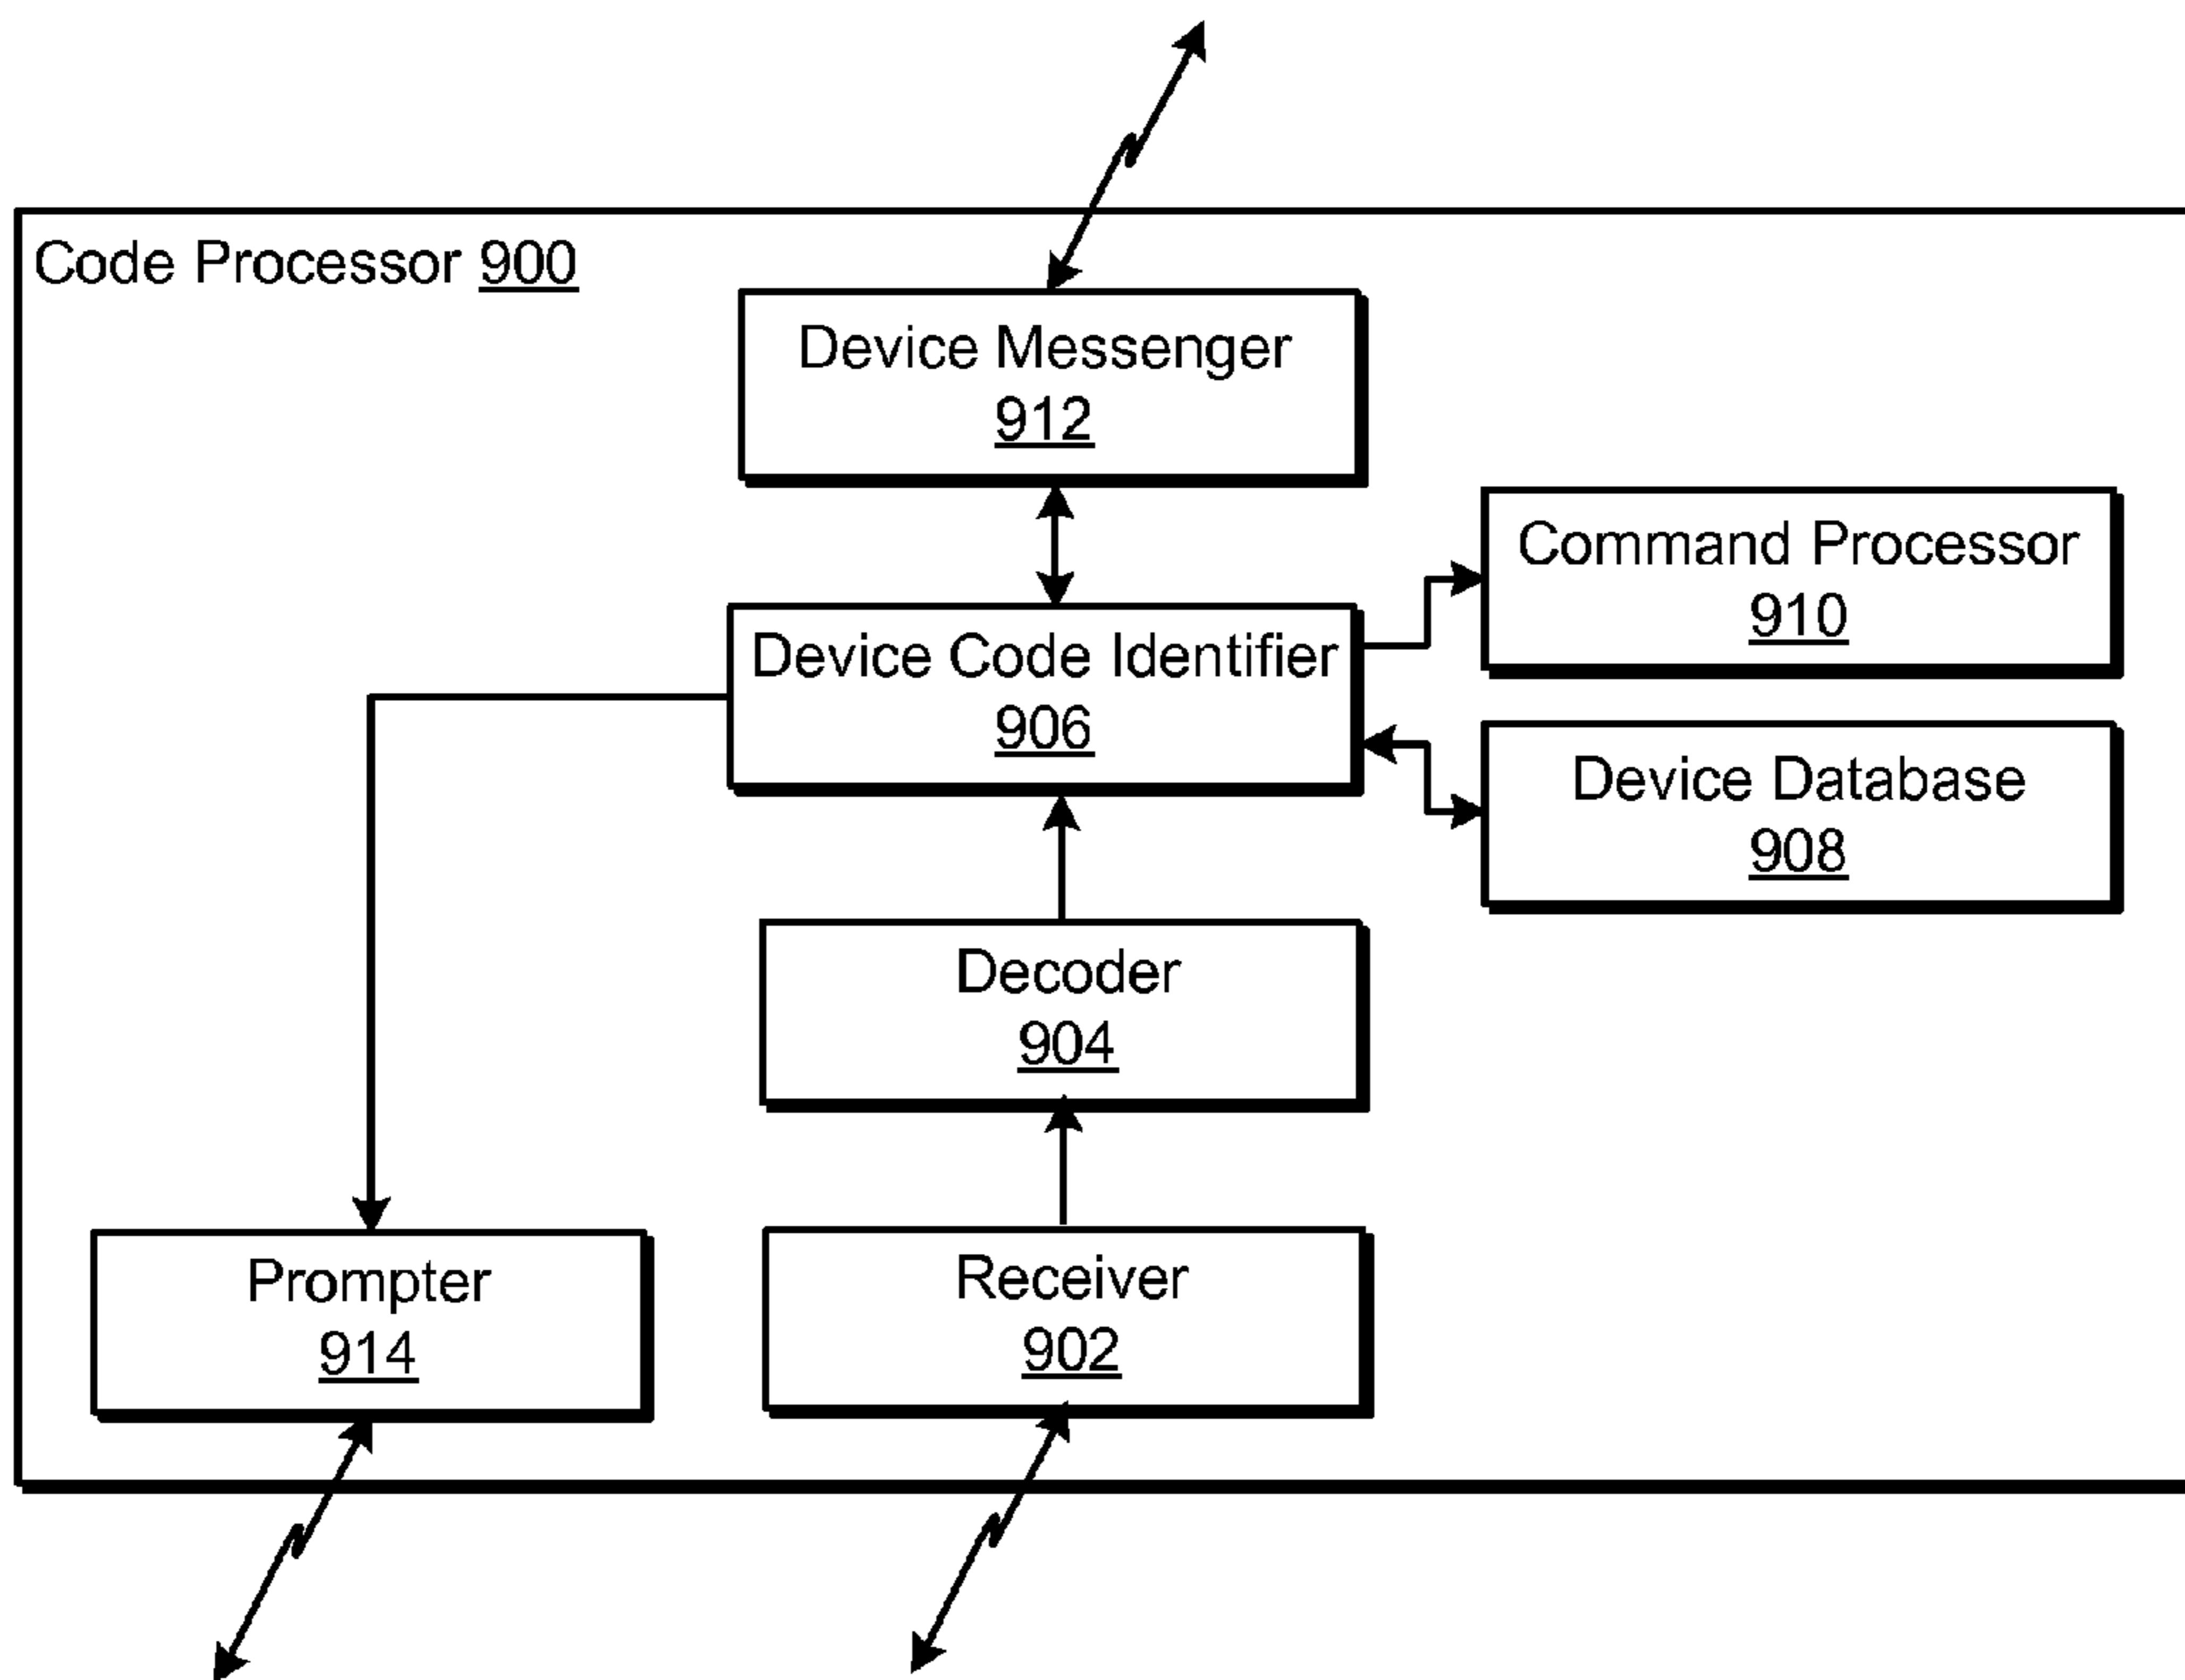 Code Processor 900
Device Messenger
912
Command Processor
910
Device Code Identifier
906
Device Database
908
Decoder
904
Prompter
914
Receiver
902